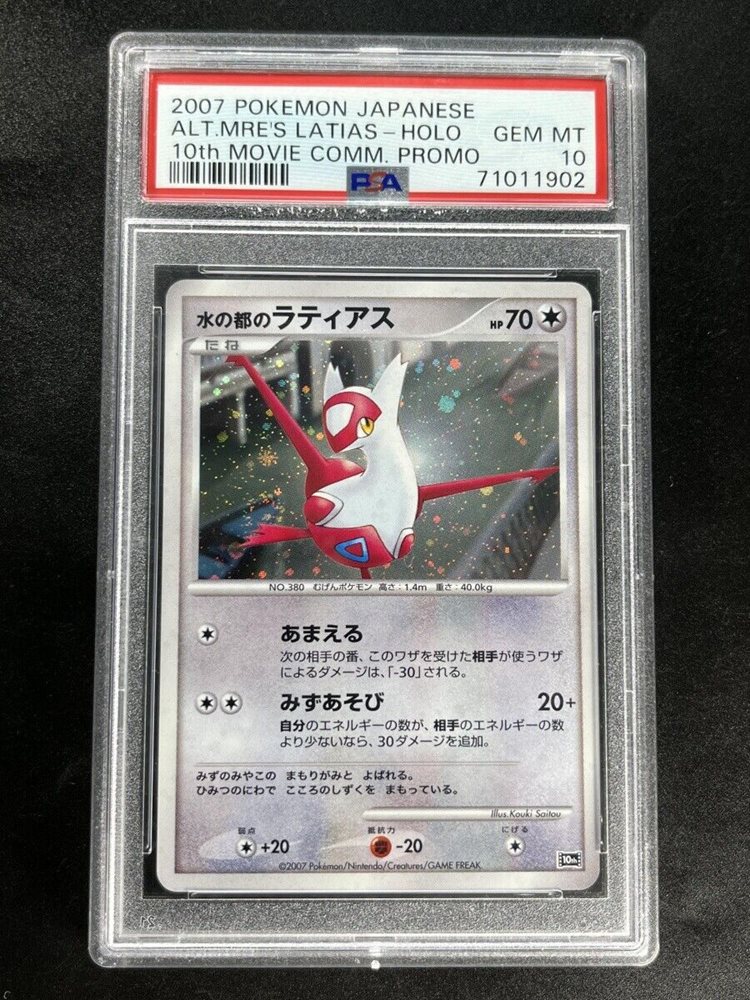 2007 POKEMON JAPANESE
ALT.MRE'S LATIAS-HOLO GEM MT
10th MOVIE COMM. PROMO 10
PSA 71011902
水の都のラティアス HP70
たね
NO.380 むげんポケモン 高さ:1.4m 重さ:40.0kg
あまえる
次の相手の番、このワザを受けた相手が使うワザ
によるダメージは、「-30」される。
みずあそび 20+
自分のエネルギーの数が、相手のエネルギーの数
より少ないなら、30ダメージを追加。
みずのみやこの まもりがみと よばれる。
ひみつのにわで こころのしずくを まもっている。
Illus.Kouki Saitou
弱点 抵抗力 にげる
+20 -20
©2007 Pokémon/Nintendo/Creatures/GAME FREAK
10th